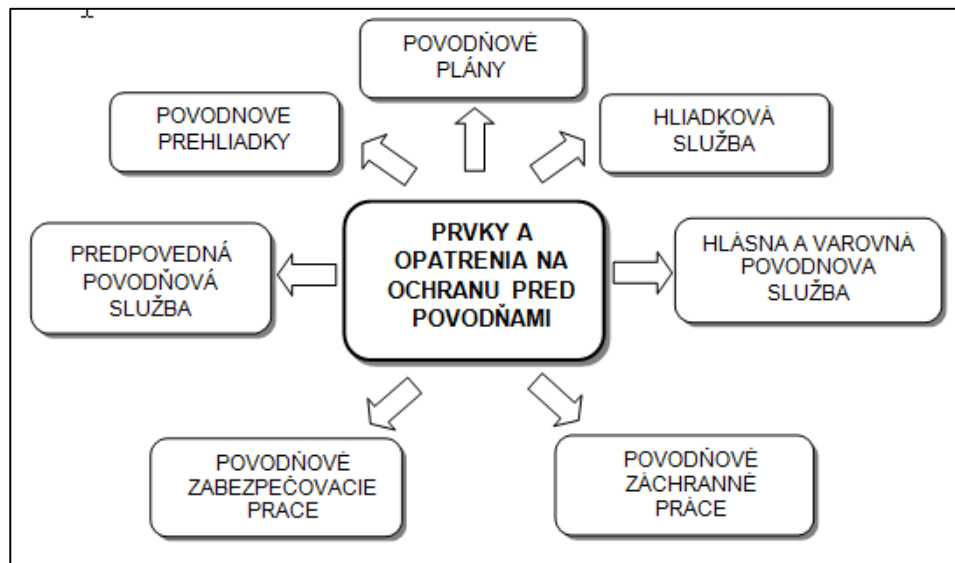 POVODŇOVÉ
PLÁNY
POVODNOVE
PREHLIADKY
HLIADKOVÁ
SLUŽBA
PRVKY A
OPATRENIA NA
OCHRANU PRED
POVODŇAMI
PREDPOVEDNÁ
POVODŇOVÁ
SLUŽBA
HLÁSNA A VAROVNÁ
POVODNOVA
SLUŽBA
POVODŇOVÉ
ZABEZPEČOVACIE
PRACE
POVODŇOVÉ
ZÁCHRANNÉ
PRÁCE